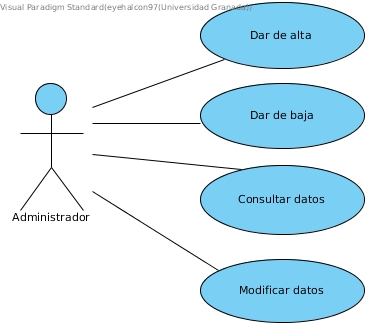 Visual Paradigm Standard(eyehalcon97(Universidad Granada))
Dar de alta
Dar de baja
Consultar datos
Administrador
Modificar datos